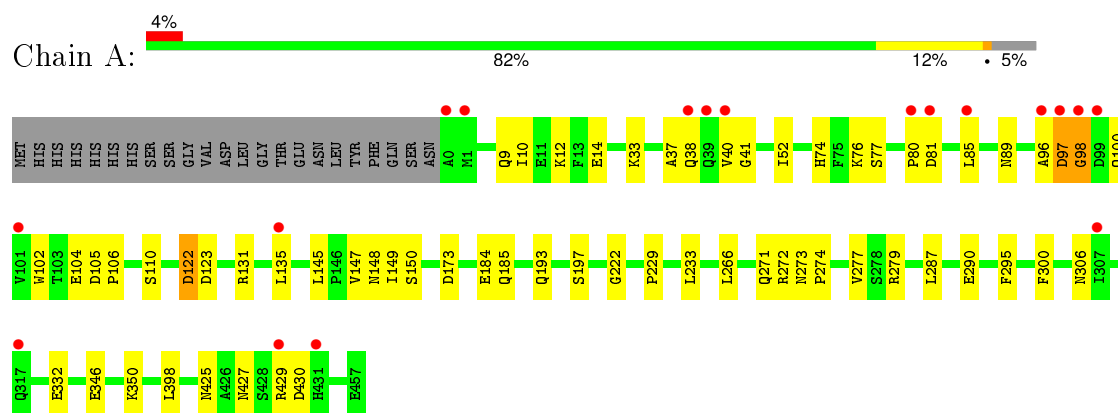 4%
Chain A:
82% 12% • 5%
MET HIS HIS HIS HIS HIS HIS SER SER GLY VAL ASP LEU GLY THR GLU ASN LEU TYR PHE GLN SER ASN A0 M1 Q9 I10 E11 K12 F13 E14 K33 A37 Q38 Q39 V40 G41 I52 H74 F75 K76 S77 P80 D81 L85 N89 A96 D97 G98 D99 Q100
V101 W102 T103 E104 D105 P106 S110 D122 D123 R131 L135 L145 P146 V147 N148 I149 S150 D173 E184 Q185 Q193 S197 G222 P229 L233 L266 Q271 R272 N273 P274 V277 S278 R279 L287 E290 F295 F300 N306 I307
Q317 E332 E346 K350 L398 N425 A426 N427 S428 R429 D430 H431 E457